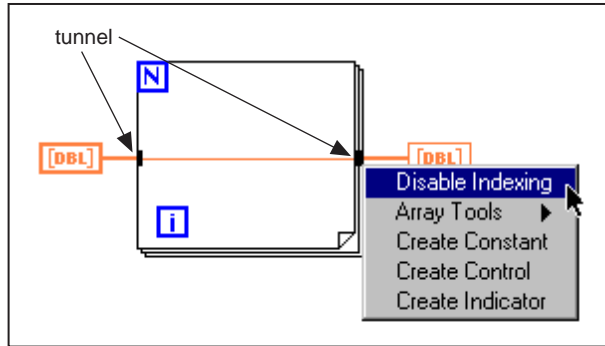 tunnel
N
[DBL]
[DBL]
i
Disable Indexing
Array Tools
Create Constant
Create Control
Create Indicator